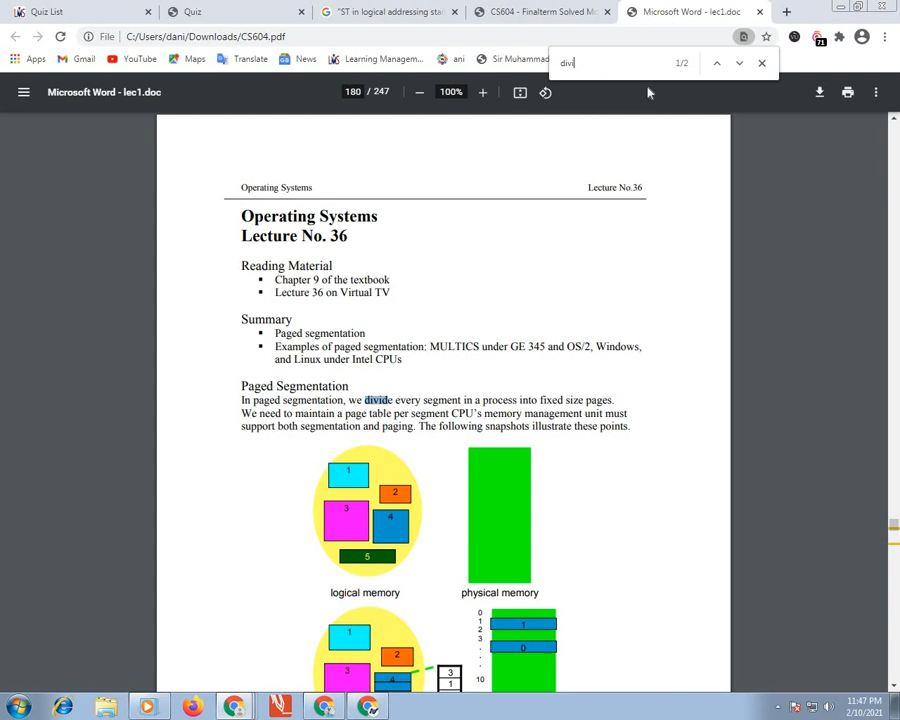 Quiz List
Quiz
"ST in logical addressing sta
CS604 - Finalterm Solved M
Microsoft Word - lec1.doc
File
C:/Users/dani/Downloads/CS604.pdf
71
Apps
Gmail
YouTube
Maps
Translate
News
Learning Managem...
ani
Sir Muhammad
divi
1/2
Microsoft Word - lec1.doc
180 / 247
100%
Operating Systems
Lecture No.36
Operating Systems
Lecture No. 36
Reading Material
▪ Chapter 9 of the textbook
▪ Lecture 36 on Virtual TV
Summary
▪ Paged segmentation
▪ Examples of paged segmentation: MULTICS under GE 345 and OS/2, Windows,
and Linux under Intel CPUs
Paged Segmentation
In paged segmentation, we divide every segment in a process into fixed size pages.
We need to maintain a page table per segment CPU's memory management unit must
support both segmentation and paging. The following snapshots illustrate these points.
1
2
3
4
5
logical memory
physical memory
1
2
3
4
3
1
0
1
2
3
.
.
.
10
1
0
11:47 PM
2/10/2021